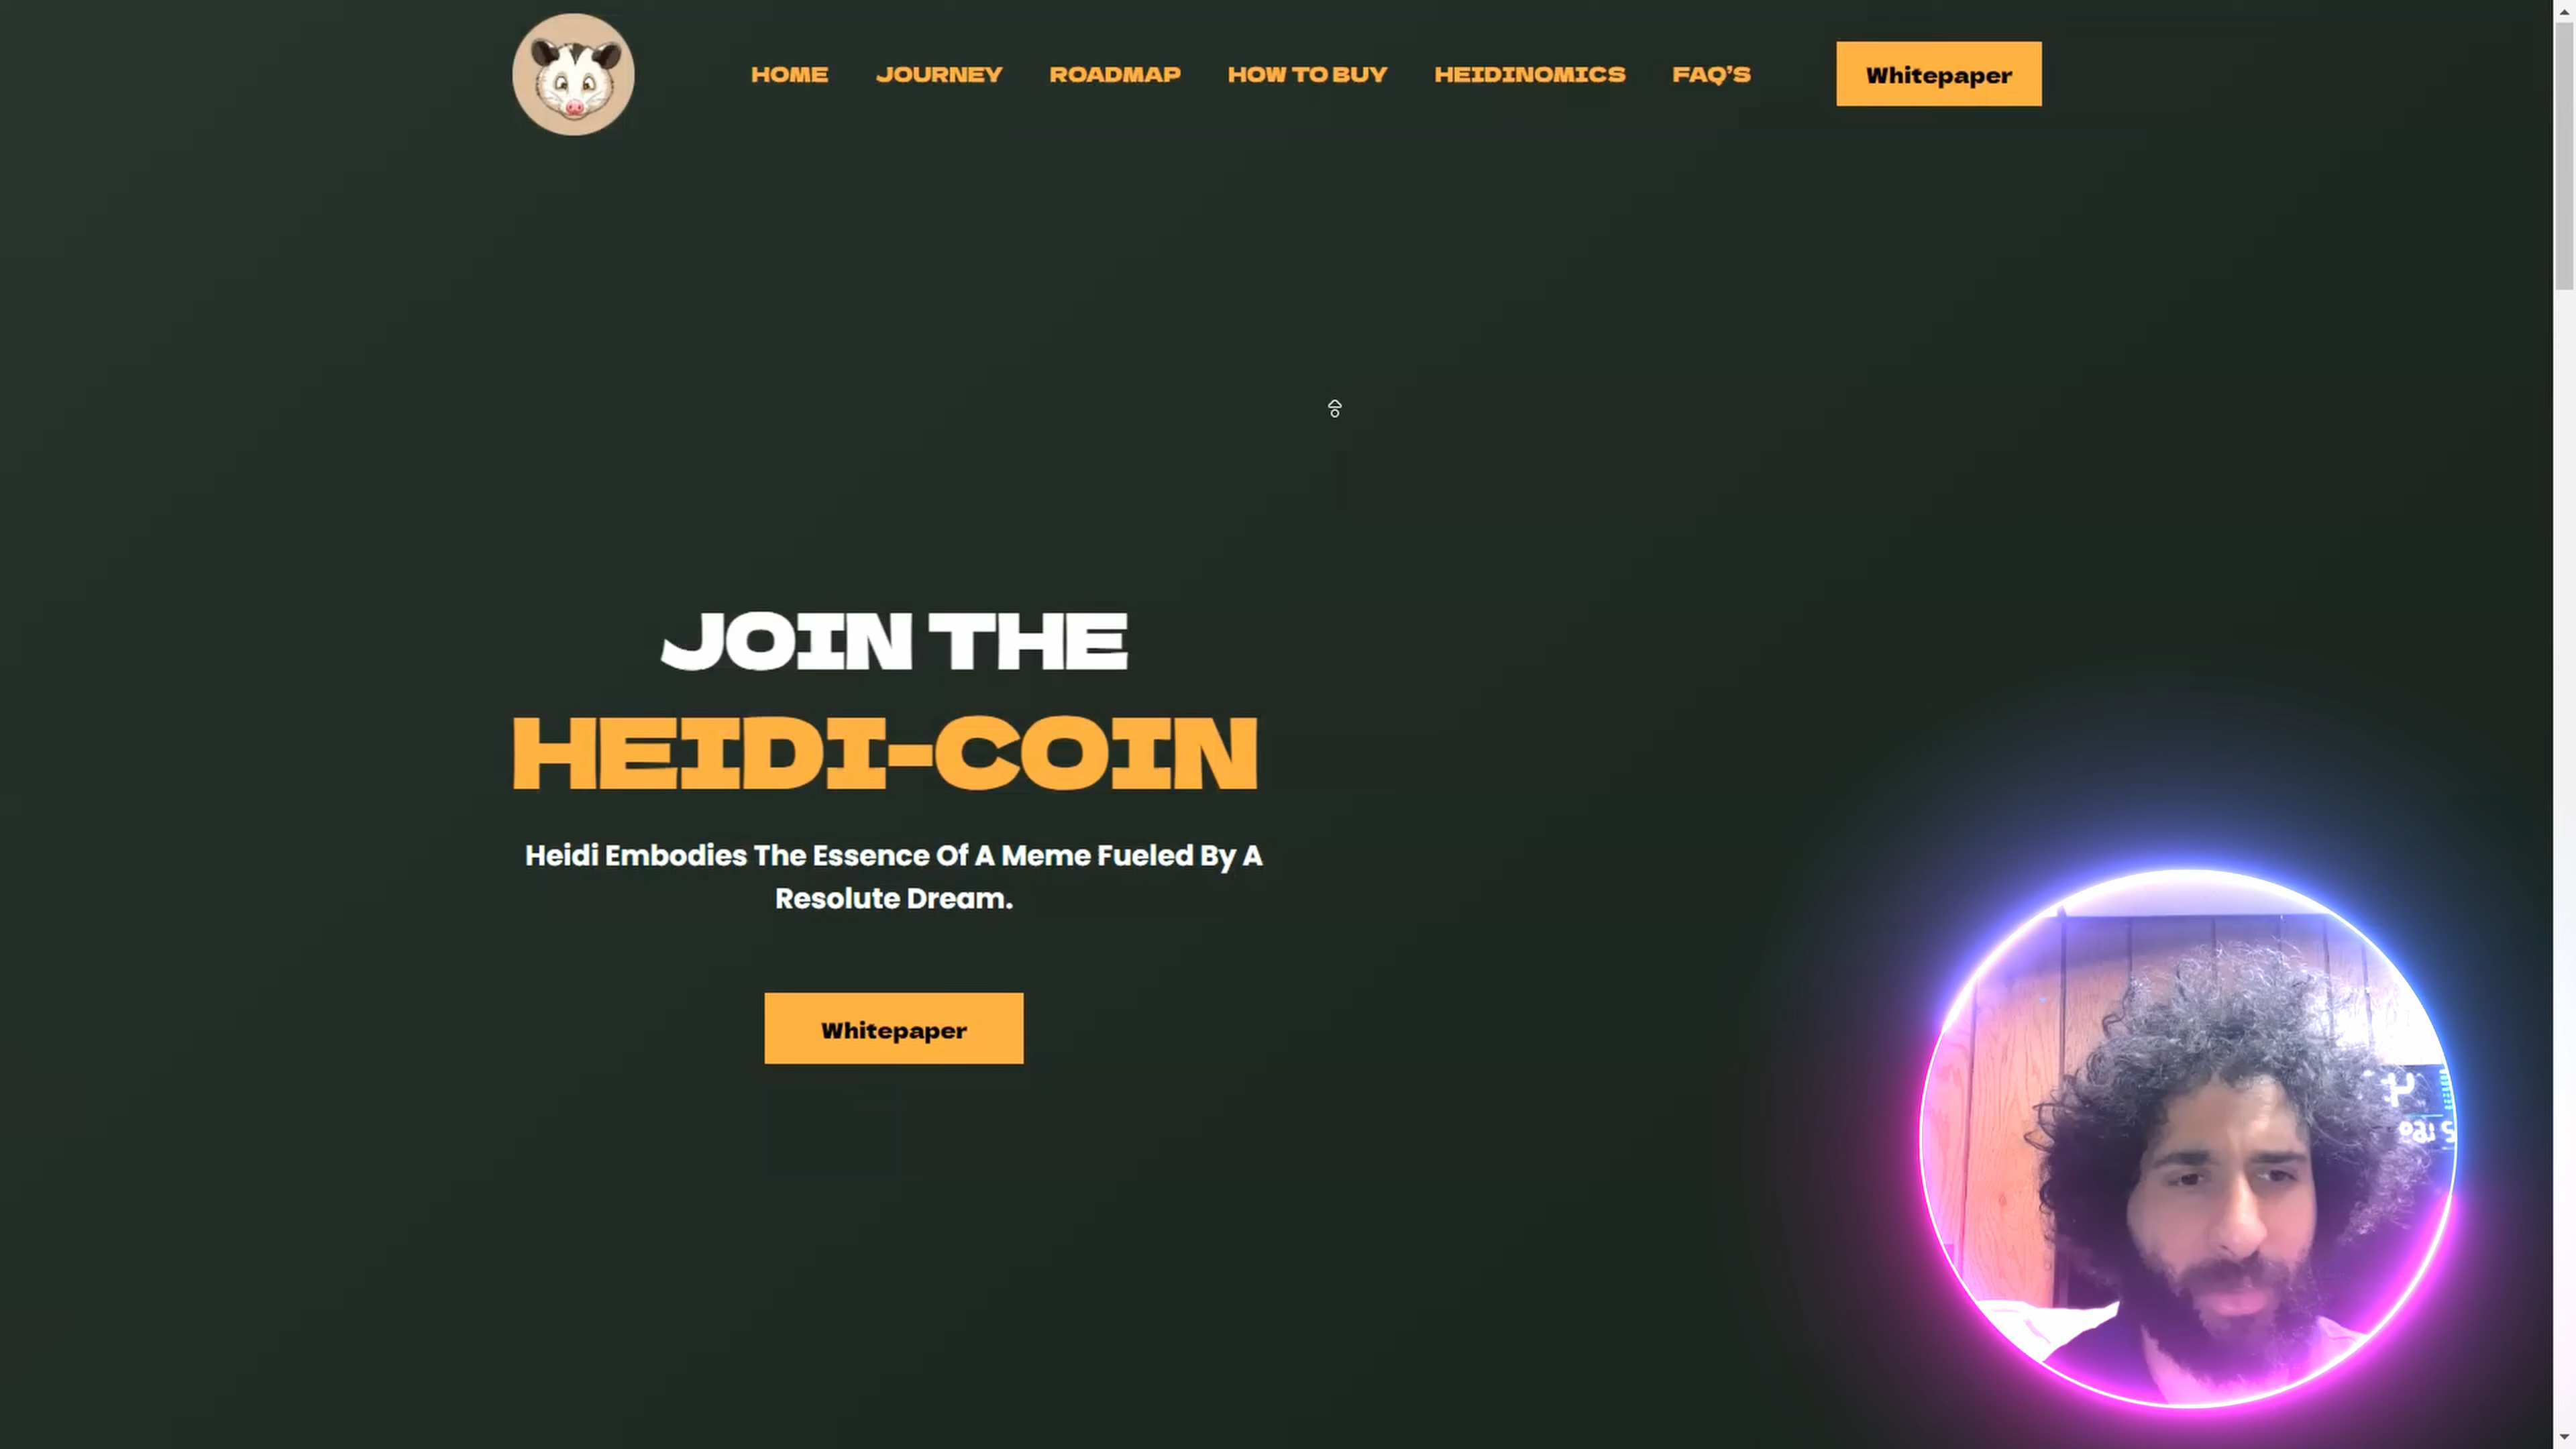 HOME JOURNEY ROADMAP HOW TO BUY HEIDINOMICS FAQ'S Whitepaper
JOIN THE
HEIDI-COIN
Heidi Embodies The Essence Of A Meme Fueled By A
Resolute Dream.
Whitepaper